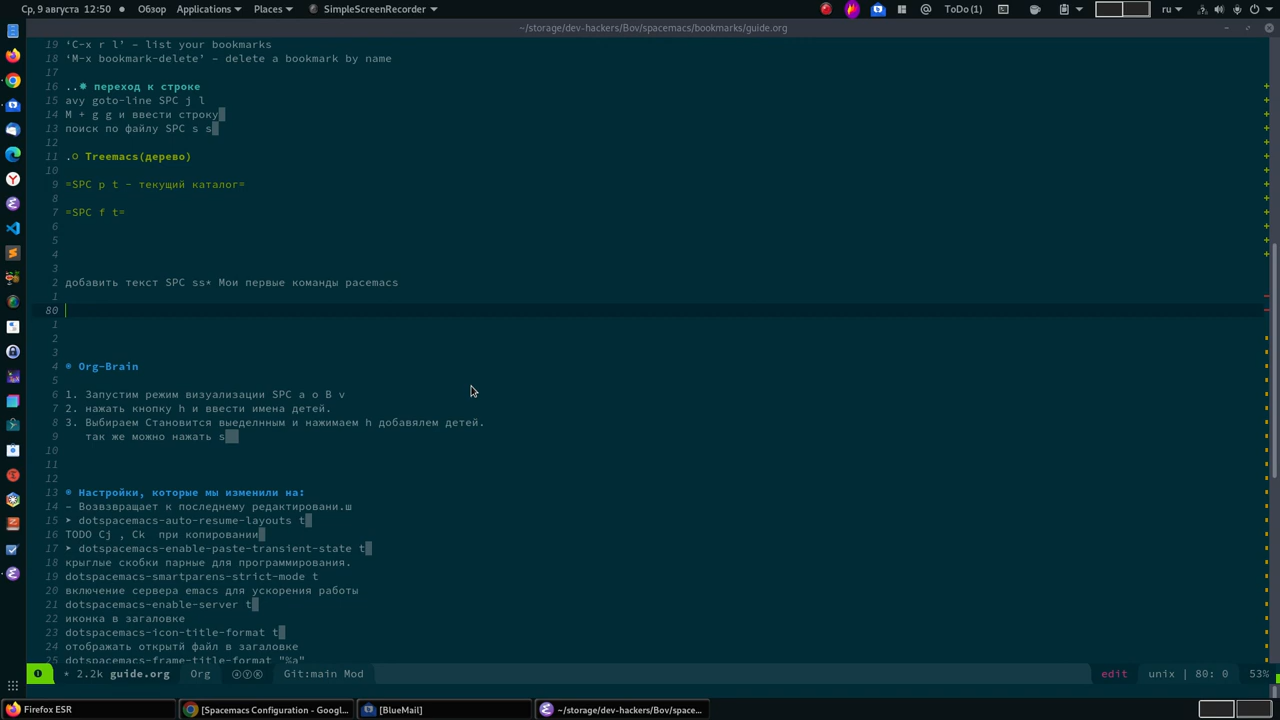 Ср, 9 августа 12:50 Обзор Applications Places SimpleScreenRecorder ToDo (1) ru
~/storage/dev-hackers/Bov/spacemacs/bookmarks/guide.org
19 ‘C-x r l’ – list your bookmarks
18 ‘M-x bookmark-delete’ – delete a bookmark by name
17
16 ..✸ переход к строке
15 avy goto-line SPC j l
14 M + g g и ввести строку
13 поиск по файлу SPC s s
12
11 .○ Treemacs(дерево)
10
9 =SPC p t - текущий каталог=
8
7 =SPC f t=
6
5
4
3
2 добавить текст SPC ss* Мои первые команды pacemacs
1
80
1
2
3
4 ◉ Org-Brain
5
6 1. Запустим режим визуализации SPC a o B v
7 2. нажать кнопку h и ввести имена детей.
8 3. Выбираем Становится выеделнным и нажимаем h добавялем детей.
9 так же можно нажать s
10
11
12
13 ◉ Настройки, которые мы изменили на:
14 – Возвзвращает к последнему редактировани.ш
15 ➤ dotspacemacs-auto-resume-layouts t
16 TODO Cj , Ck при копировании
17 ➤ dotspacemacs-enable-paste-transient-state t
18 крыглые скобки парные для программирования.
19 dotspacemacs-smartparens-strict-mode t
20 включение сервера emacs для ускорения работы
21 dotspacemacs-enable-server t
22 иконка в загаловке
23 dotspacemacs-icon-title-format t
24 отображать открытй файл в загаловке
25 dotspacemacs-frame-title-format "%a"
* 2.2k guide.org Org ⓐⓨⓚ Git:main Mod edit unix | 80: 0 53%
Firefox ESR [Spacemacs Configuration - Googl... [BlueMail] ~/storage/dev-hackers/Bov/space...